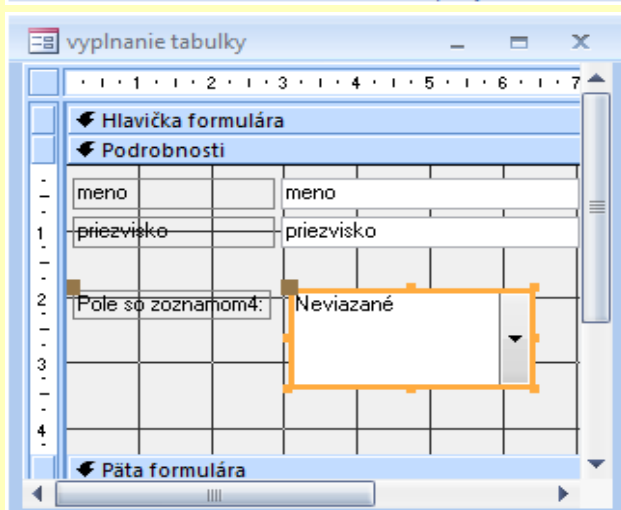 vyplnanie tabulky
1 2 3 4 5 6 7
Hlavička formulára
Podrobnosti
meno meno
1 priezvisko priezvisko
2 Pole so zoznamom4: Neviazané
3
4
Päta formulára